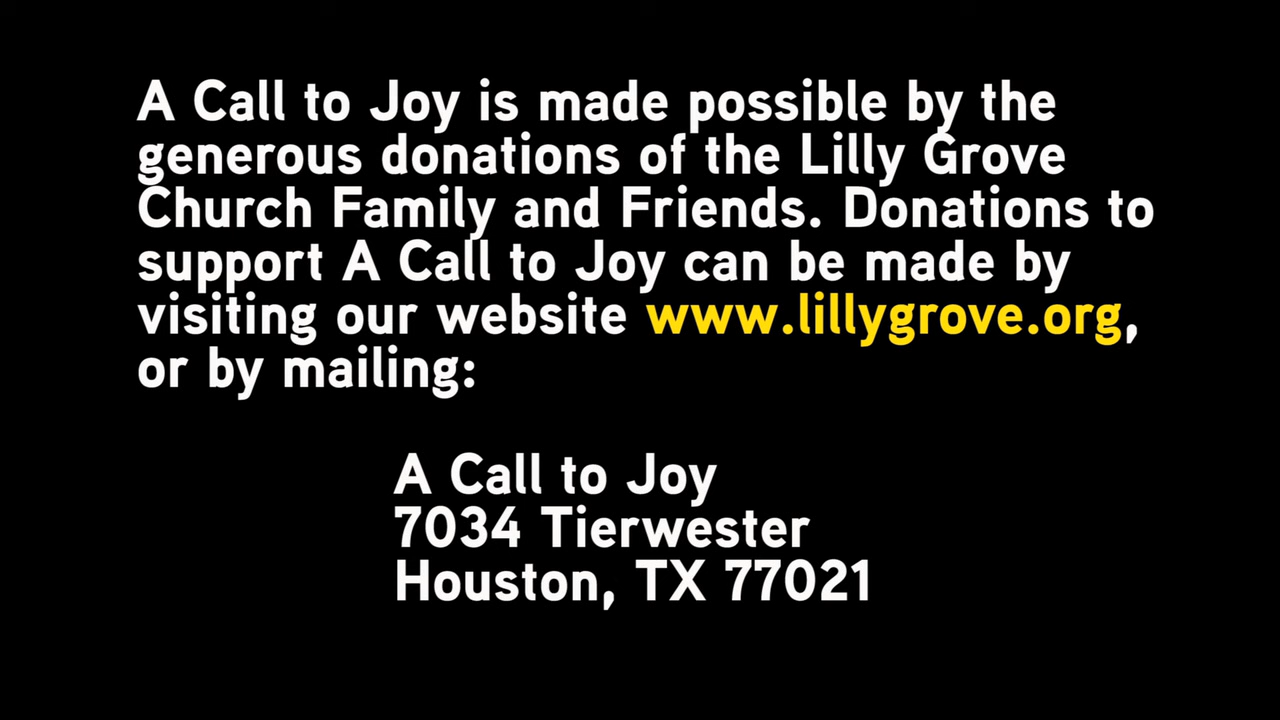 A Call to Joy is made possible by the
generous donations of the Lilly Grove
Church Family and Friends. Donations to
support A Call to Joy can be made by
visiting our website www.lillygrove.org,
or by mailing:
A Call to Joy
7034 Tierwester
Houston, TX 77021